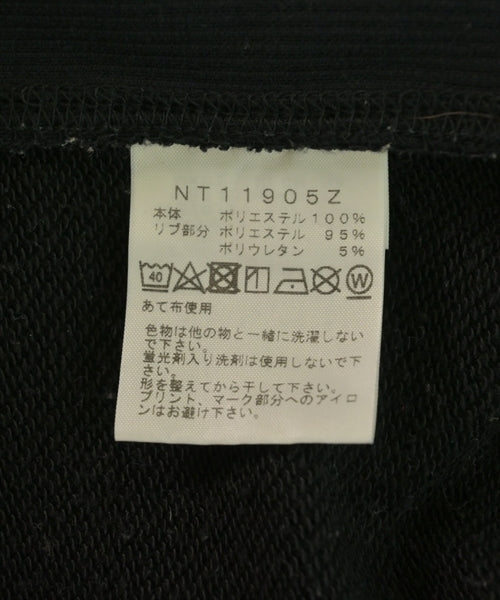 NT11905Z
本体 ポリエステル 100%
リブ部分 ポリエステル 95%
ポリウレタン 5%
40 W
あて布使用
色物は他の物と一緒に洗濯しない
で下さい。
蛍光剤入り洗剤は使用しないで下
さい。
形を整えてから干して下さい。
プリント、マーク部分へのアイロ
ンはお避け下さい。